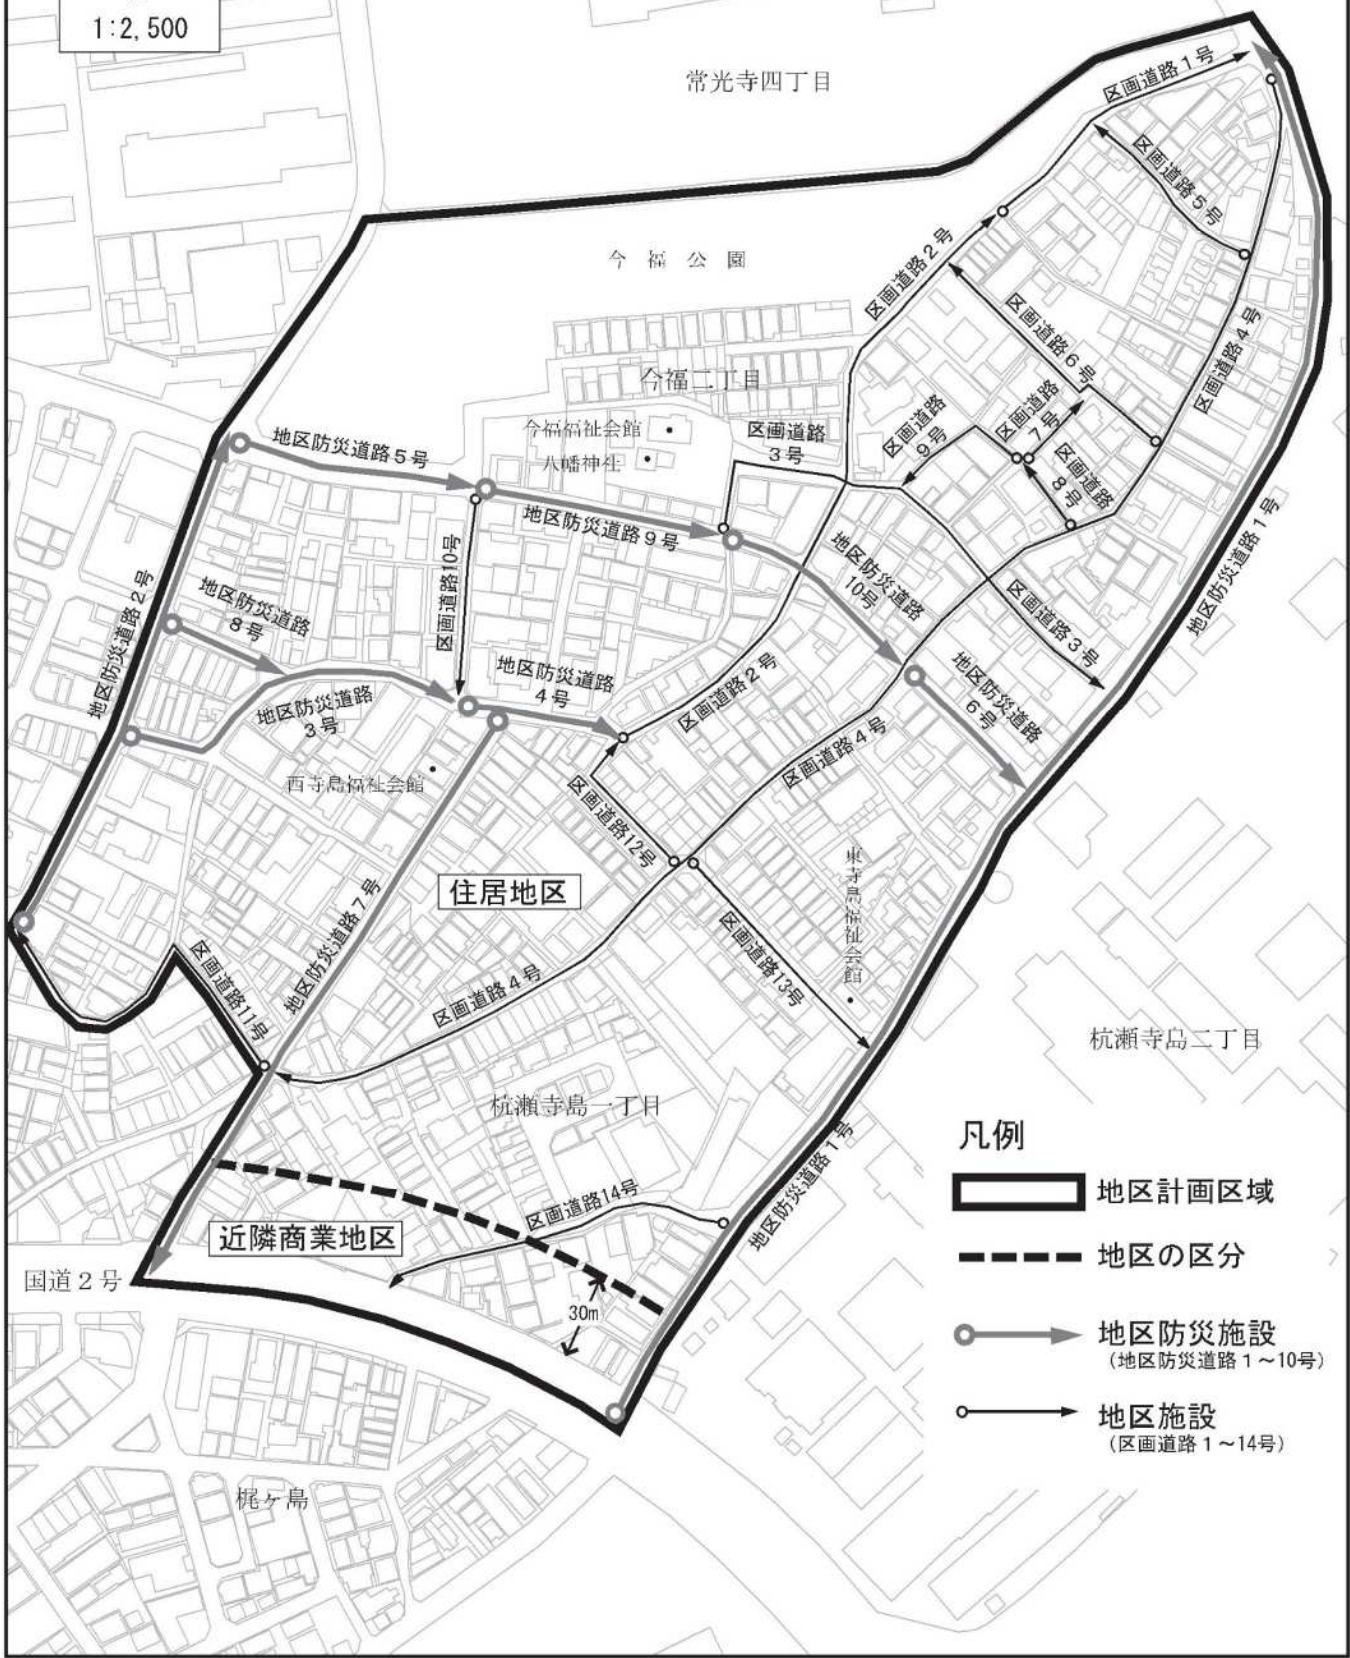 1:2,500
常光寺四丁目
区画道路1号
区画道路5号
今福公園
区画道路2号
区画道路6号
区画道路4号
今福二丁目
今福福祉会館
八幡神社
区画道路
3号
区画道路
9号
区画道路
7号
区画道路
8号
地区防災道路5号
地区防災道路9号
区画道路10号
地区防災道路
10号
地区防災道路1号
地区防災道路2号
地区防災道路
8号
地区防災道路
3号
地区防災道路
4号
区画道路2号
区画道路3号
地区防災道路
6号
区画道路4号
西寺島福祉会館
区画道路12号
東寺島福祉会館
住居地区
地区防災道路7号
区画道路11号
区画道路4号
区画道路13号
杭瀬寺島二丁目
杭瀬寺島一丁目
地区防災道路1号
区画道路14号
近隣商業地区
国道2号
30m
梶ヶ島
凡例
地区計画区域
地区の区分
地区防災施設
(地区防災道路1～10号)
地区施設
(区画道路1～14号)